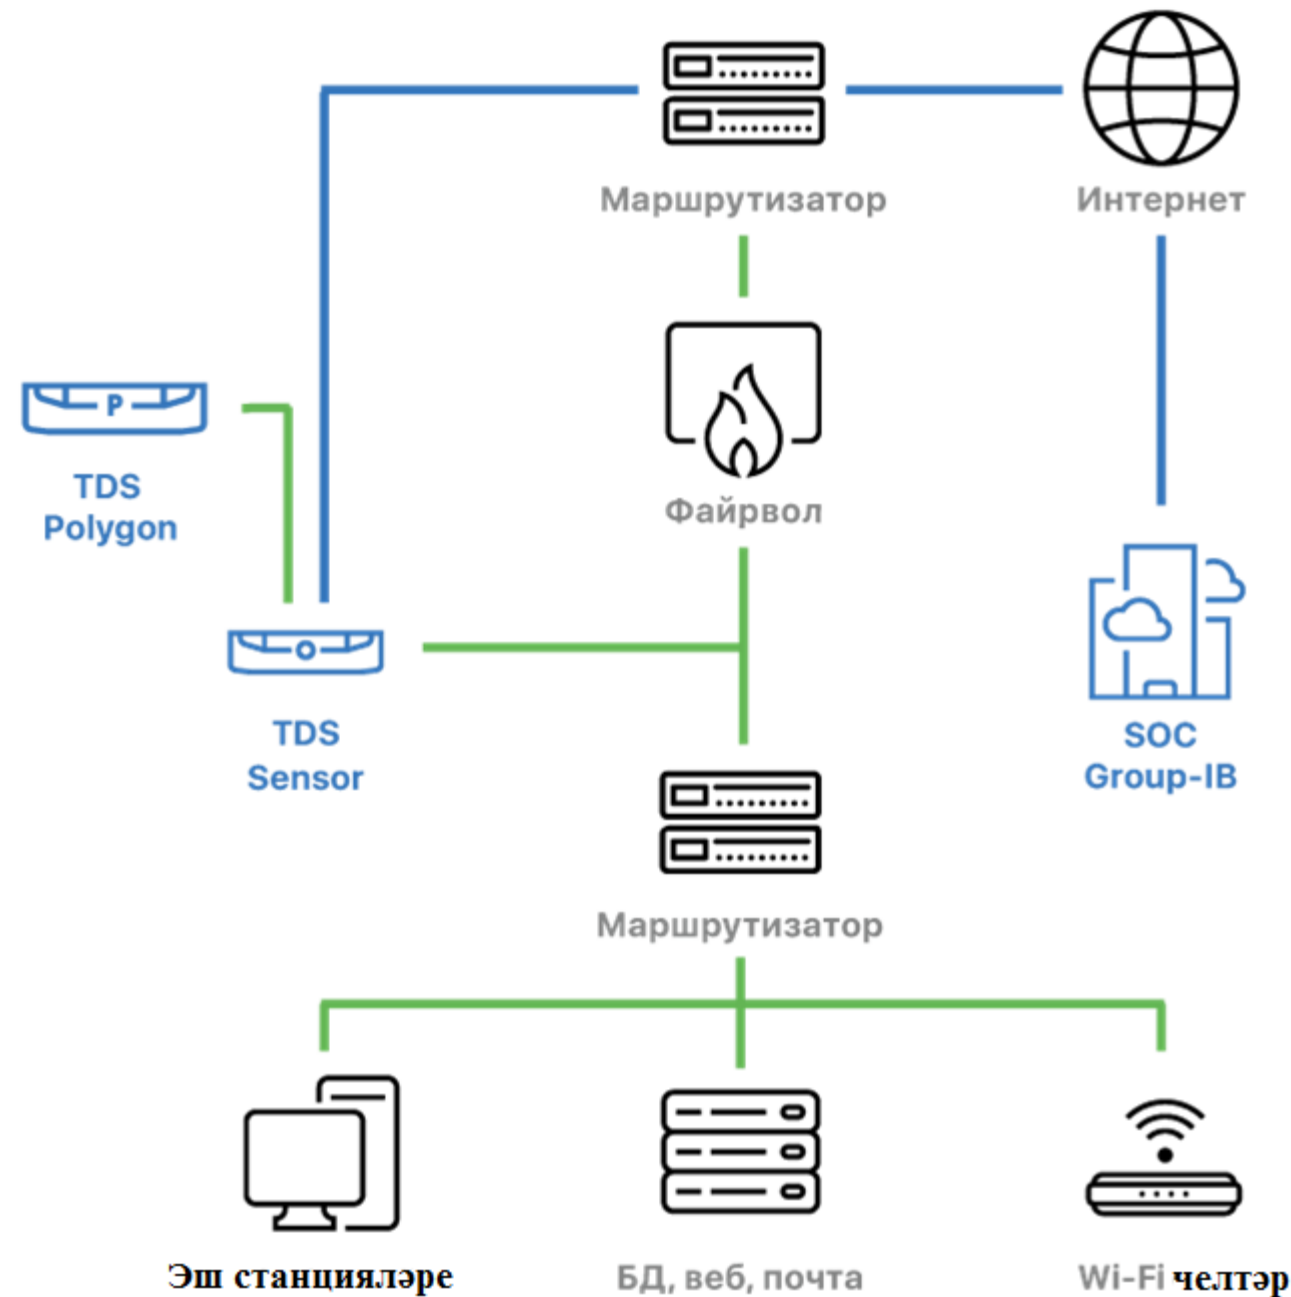 Маршрутизатор
Интернет
P
TDS
Polygon
Файрвол
TDS
Sensor
SOC
Group-IB
Маршрутизатор
Эш станцияләре
БД, веб, почта
Wi-Fi челтәр